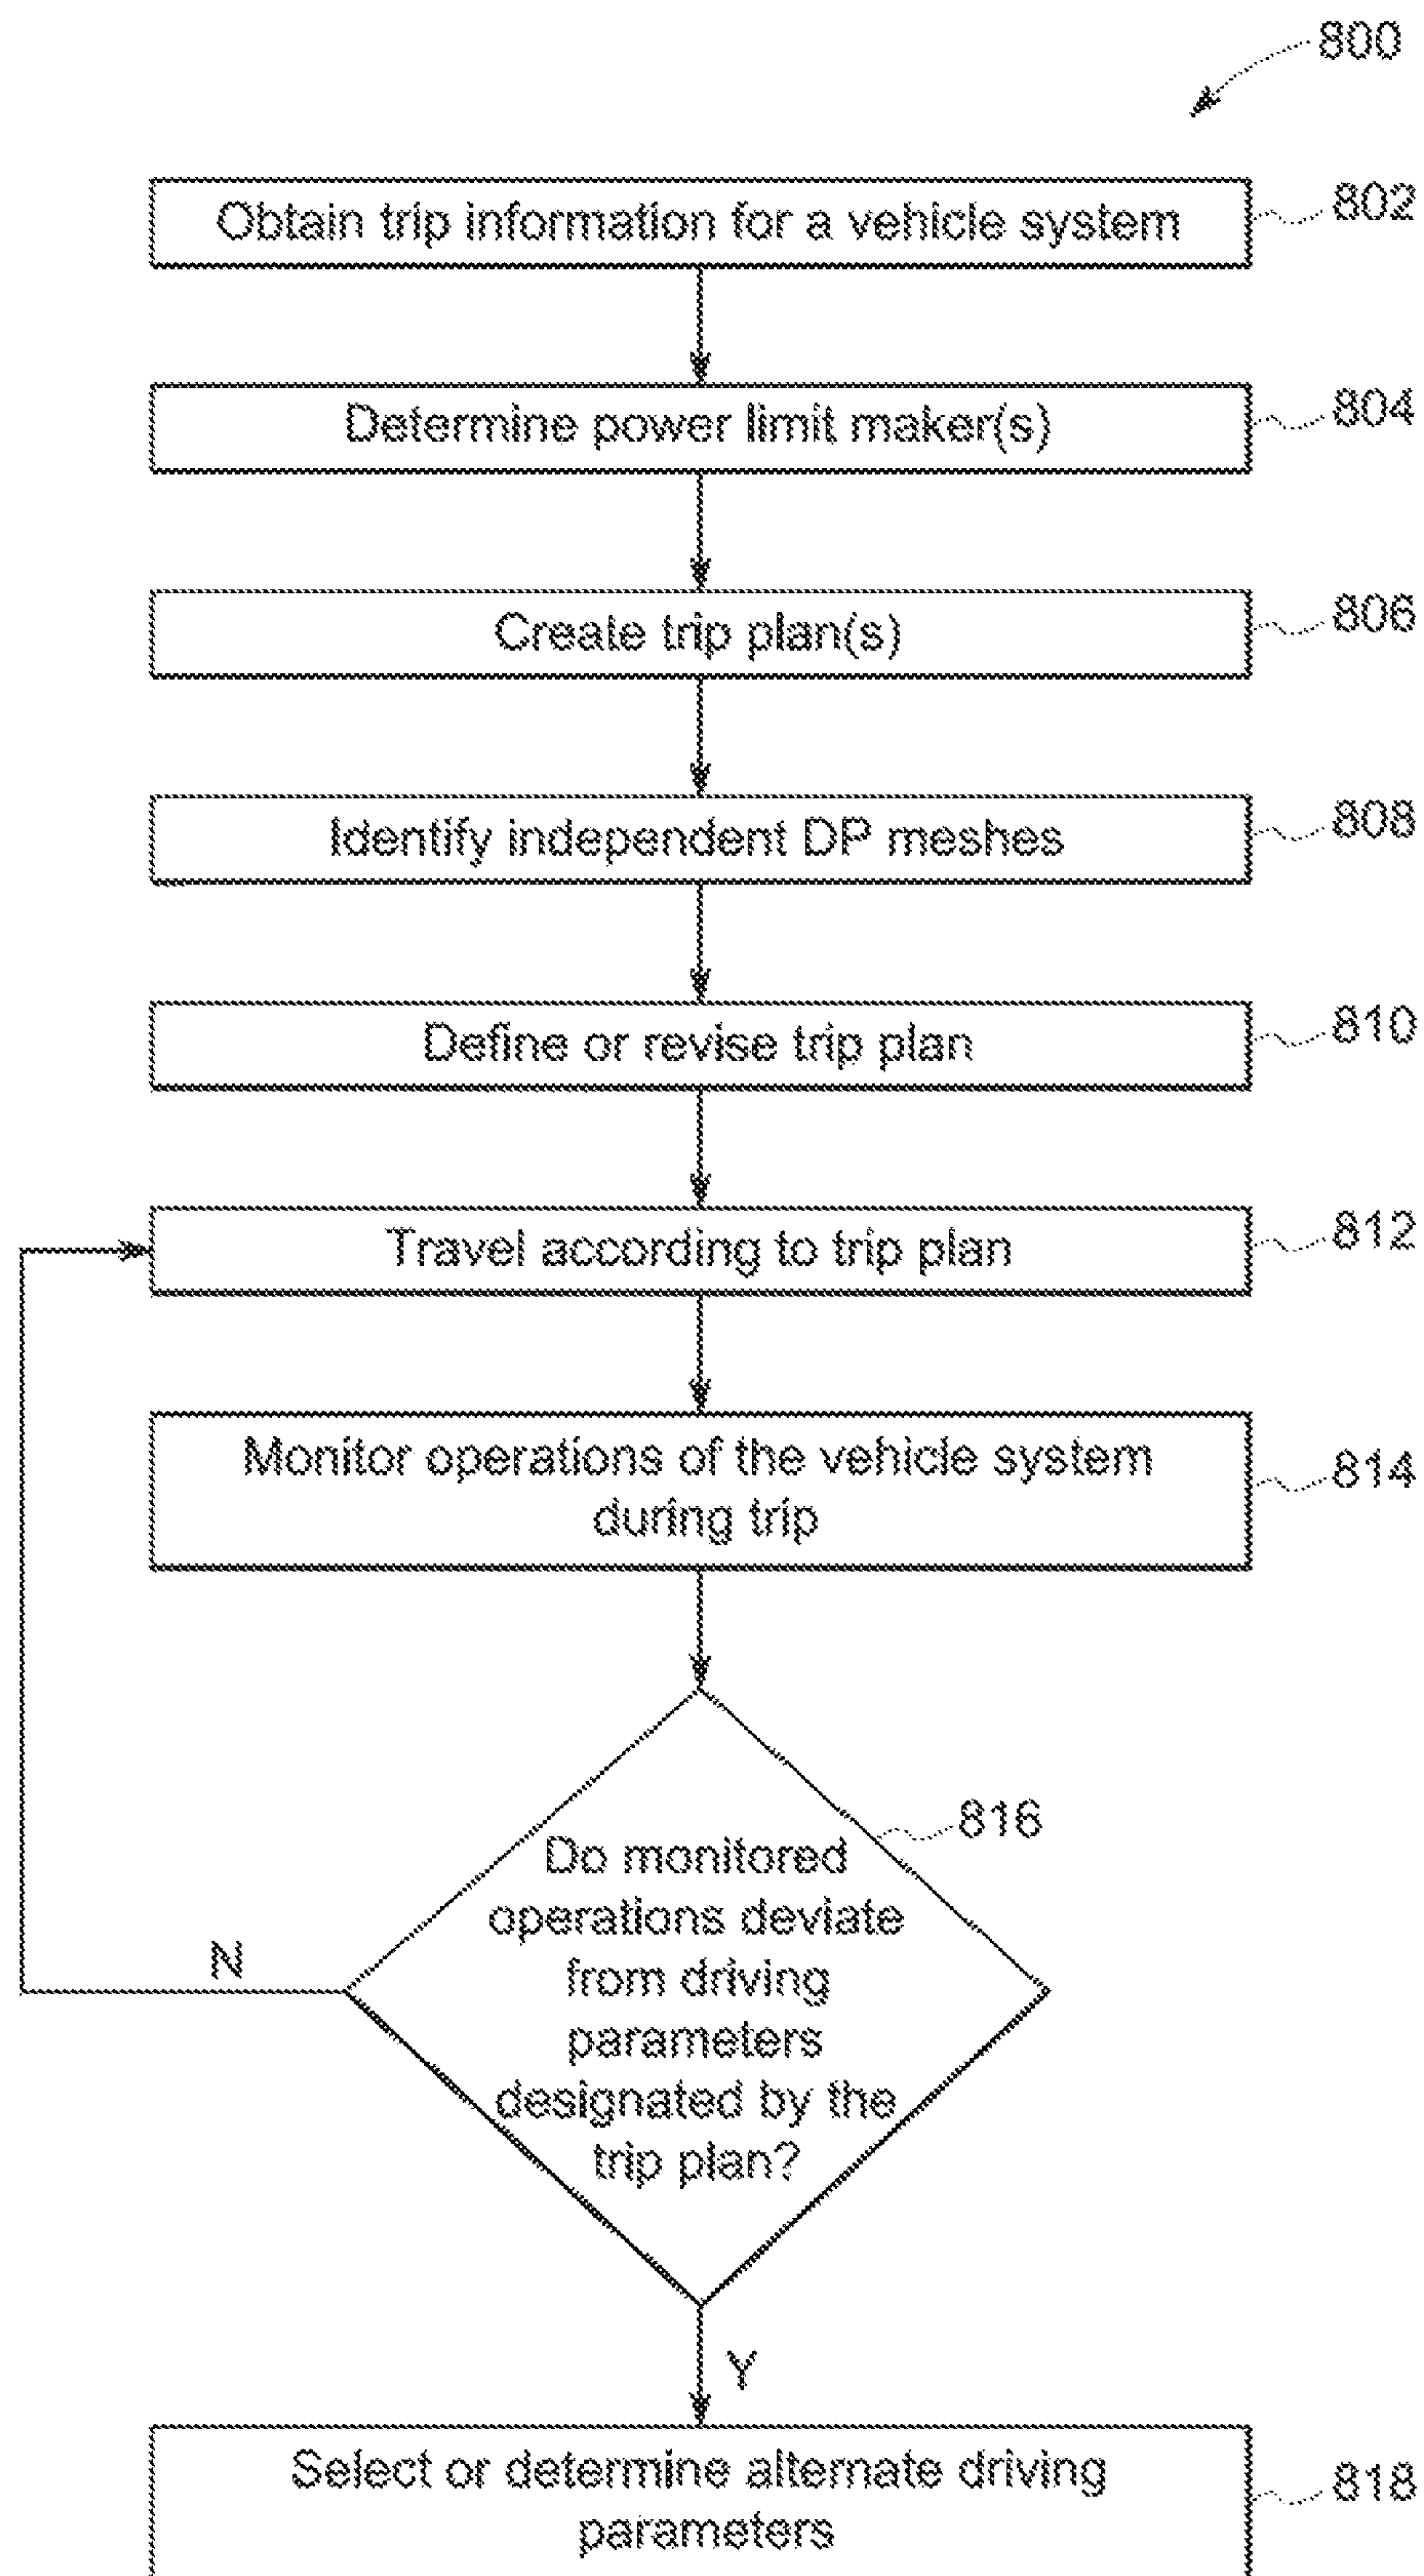 800
Obtain trip information for a vehicle system
802
Determine power limit maker(s)
804
Create trip plan(s)
806
Identify independent DP meshes
808
Define or revise trip plan
810
Travel according to trip plan
812
Monitor operations of the vehicle system
during trip
814
816
Do monitored
operations deviate
from driving
parameters
designated by the
trip plan?
N
Y
Select or determine alternate driving
parameters
818